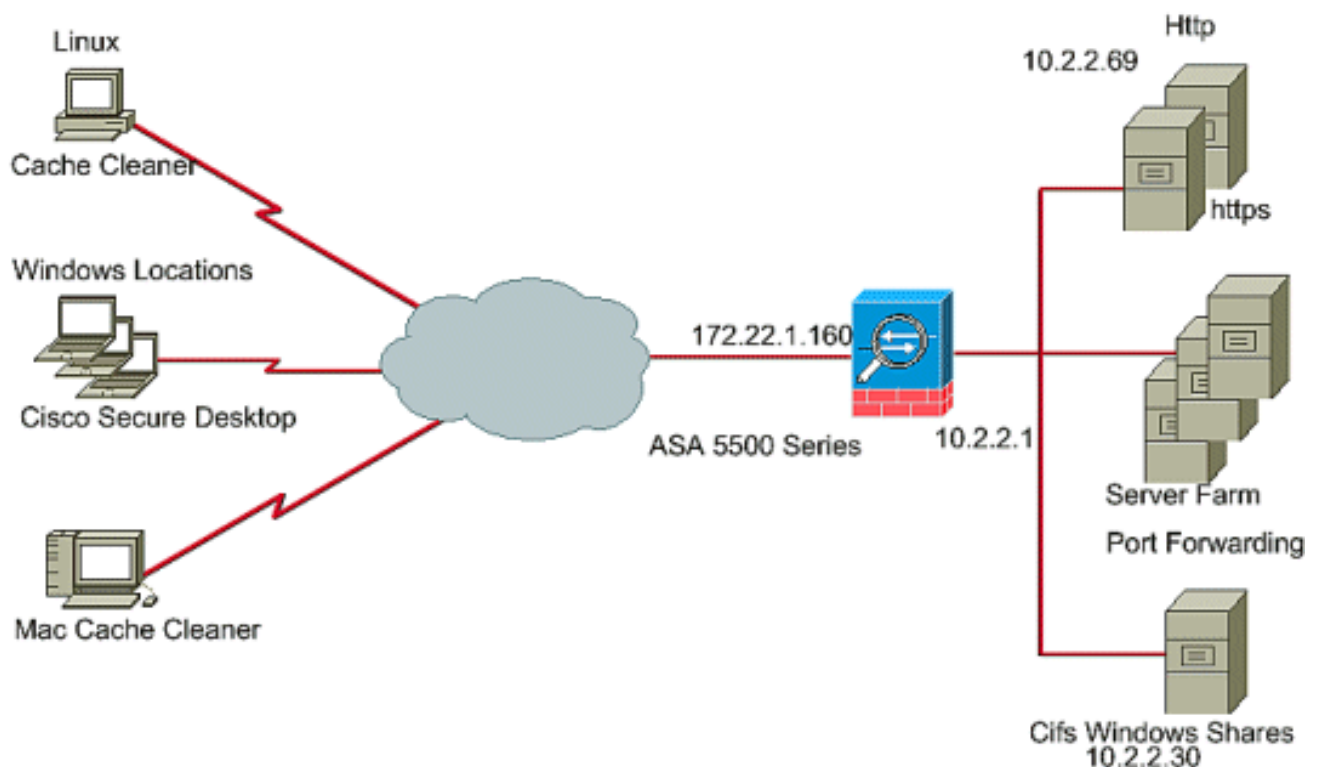 Linux
Cache Cleaner
Windows Locations
Cisco Secure Desktop
Mac Cache Cleaner
172.22.1.160
ASA 5500 Series
10.2.2.1
Http
10.2.2.69
https
Server Farm
Port Forwarding
Cifs Windows Shares
10.2.2.30